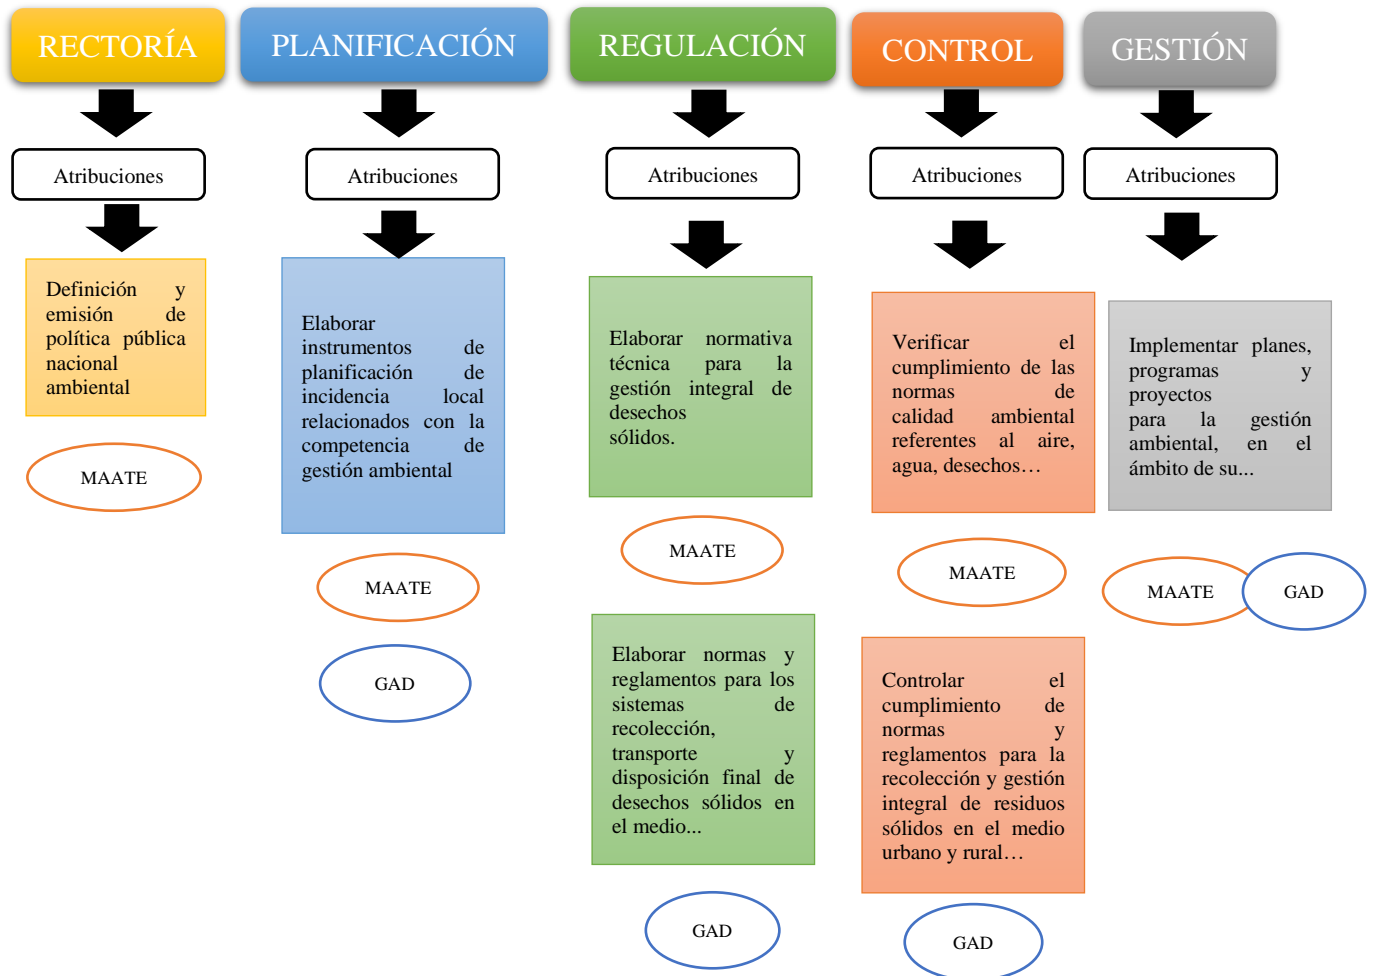 RECTORÍA
PLANIFICACIÓN
REGULACIÓN
CONTROL
GESTIÓN
Atribuciones
Atribuciones
Atribuciones
Atribuciones
Atribuciones
Definición y
emisión de
política pública
nacional
ambiental
MAATE
Elaborar
instrumentos de
planificación de
incidencia local
relacionados con la
competencia de
gestión ambiental
MAATE
GAD
Elaborar normativa
técnica para la
gestión integral de
desechos
sólidos.
MAATE
Elaborar normas y
reglamentos para los
sistemas de
recolección,
transporte y
disposición final de
desechos sólidos en
el medio...
GAD
Verificar el
cumplimiento de las
normas de
calidad ambiental
referentes al aire,
agua, desechos…
MAATE
Controlar el
cumplimiento de
normas y
reglamentos para la
recolección y gestión
integral de residuos
sólidos en el medio
urbano y rural…
GAD
Implementar planes,
programas y
proyectos
para la gestión
ambiental, en el
ámbito de su...
MAATE
GAD